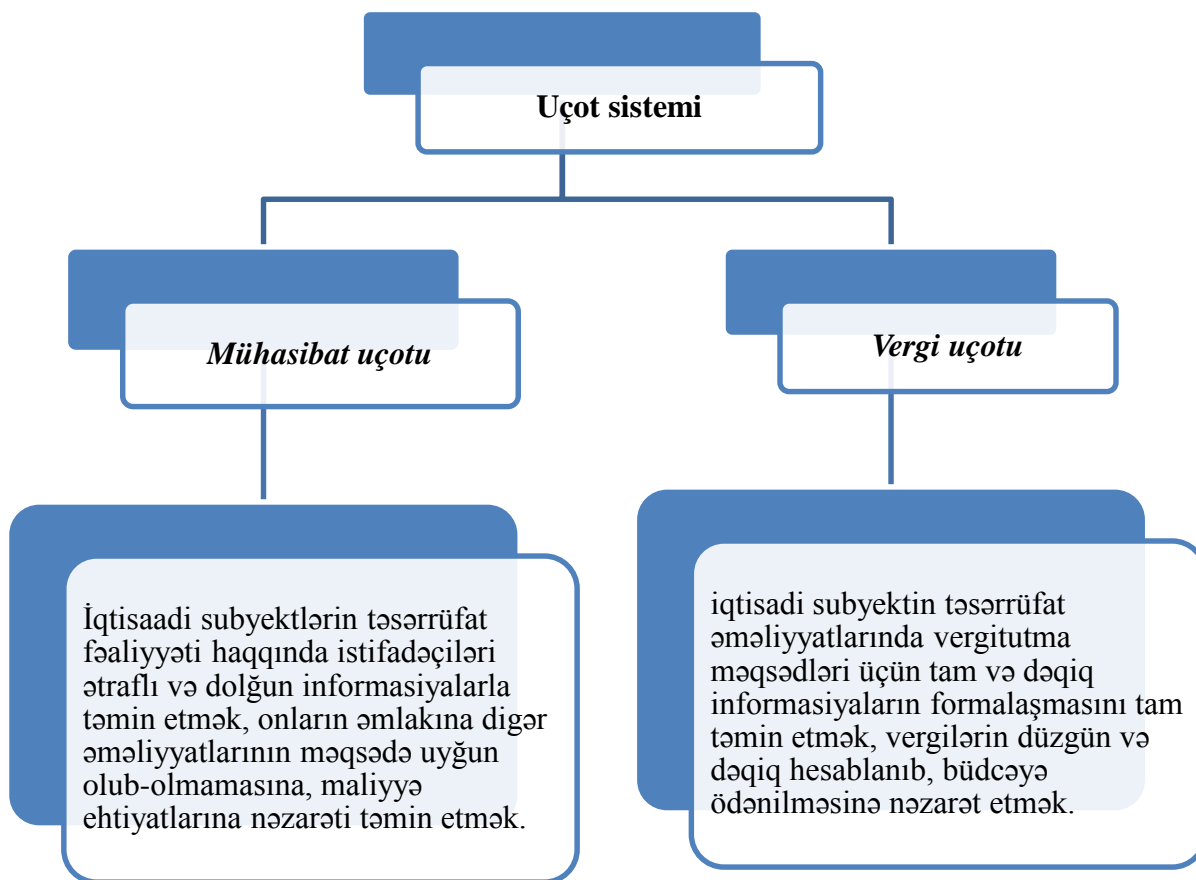 Uçot sistemi
Mühasibat uçotu
Vergi uçotu
İqtisaadi subyektlərin təsərrüfat
fəaliyyəti haqqında istifadəçiləri
ətraflı və dolğun informasiyalarla
təmin etmək, onların əmlakına digər
əməliyyatlarının məqsədə uyğun
olub-olmamasına, maliyyə
ehtiyatlarına nəzarəti təmin etmək.
iqtisadi subyektin təsərrüfat
əməliyyatlarında vergitutma
məqsədləri üçün tam və dəqiq
informasiyaların formalaşmasını tam
təmin etmək, vergilərin düzgün və
dəqiq hesablanıb, büdcəyə
ödənilməsinə nəzarət etmək.